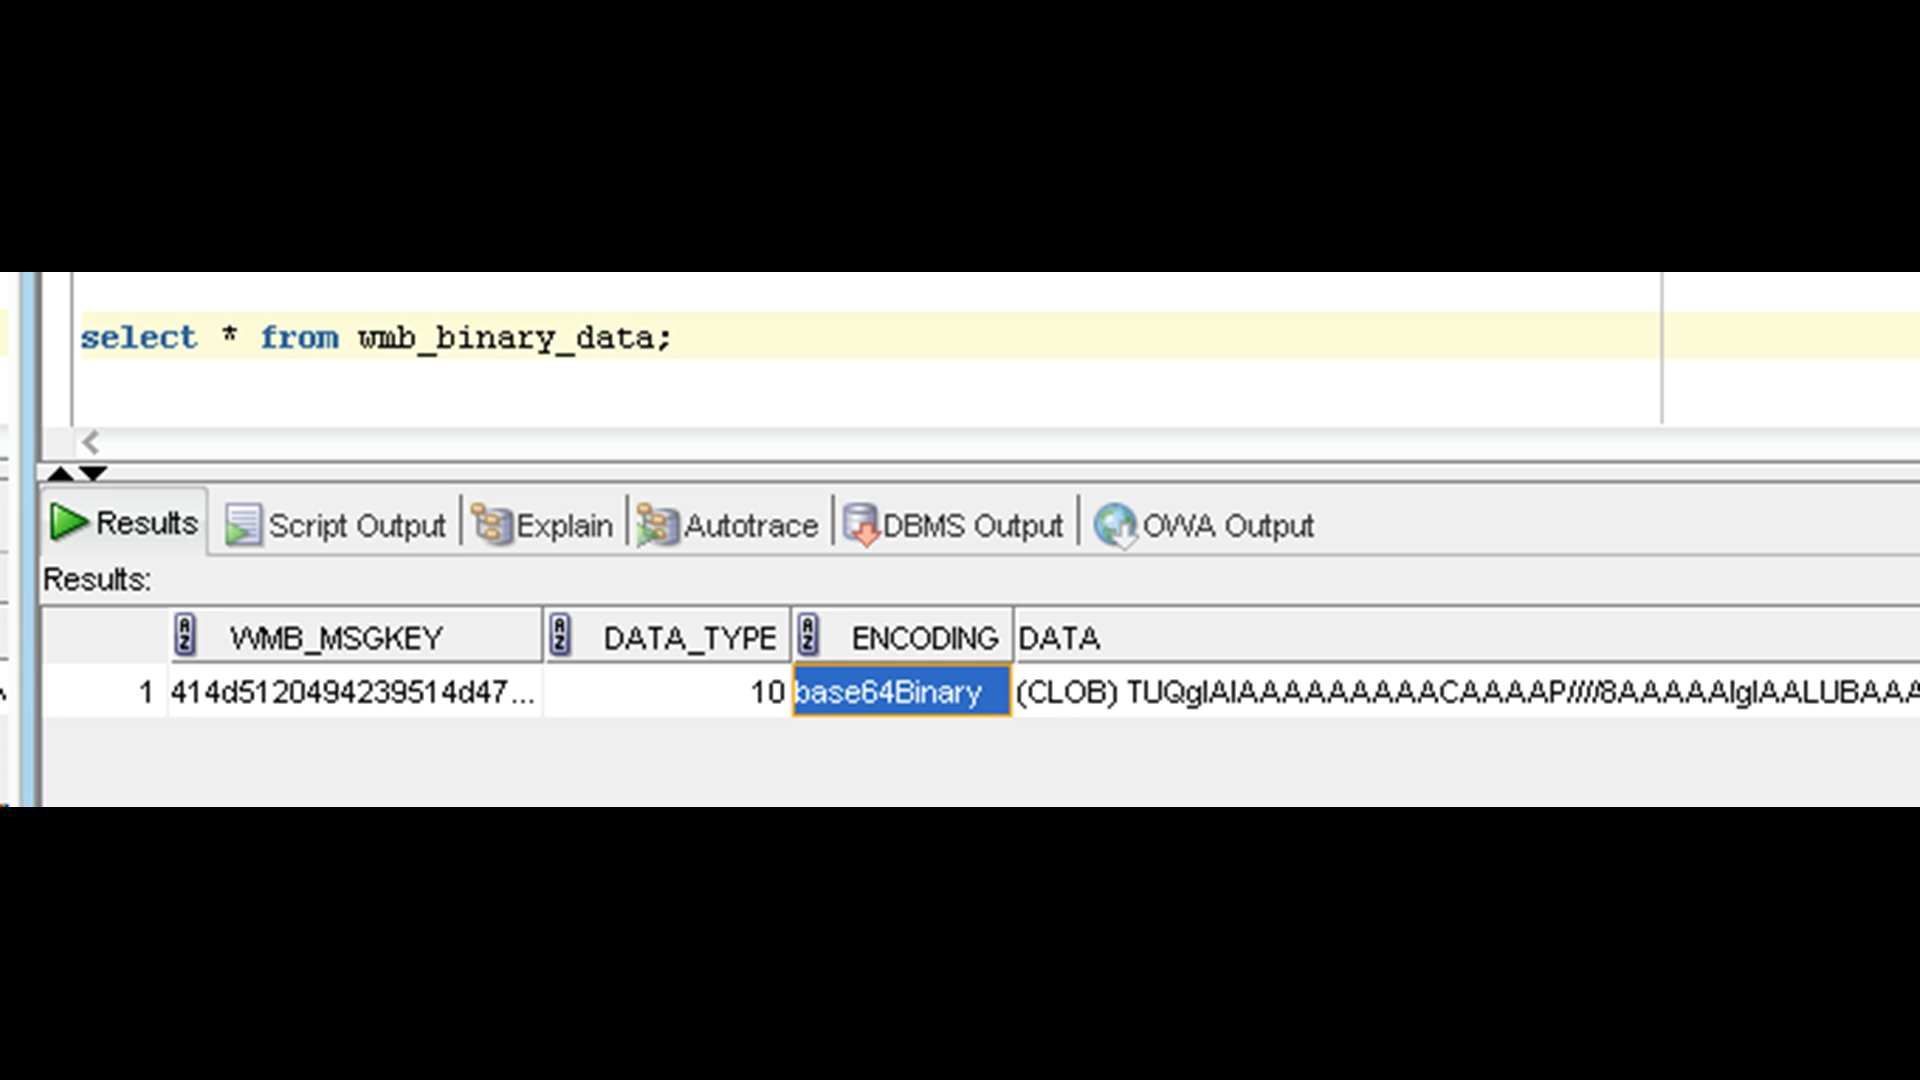 select * from wmb_binary_data;
Results Script Output Explain Autotrace DBMS Output OWA Output
Results:
WMB_MSGKEY DATA_TYPE ENCODING DATA
1 414d5120494239514d47... 10 base64Binary (CLOB) TUQgIAIAAAAAAAAACAAAAP////8AAAAAIgIAALUBAAA